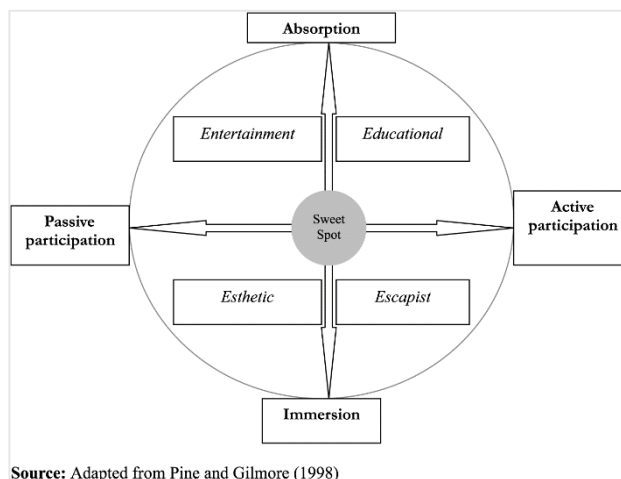 Absorption
Entertainment
Educational
Passive
participation
Sweet
Spot
Active
participation
Esthetic
Escapist
Immersion
Source: Adapted from Pine and Gilmore (1998)